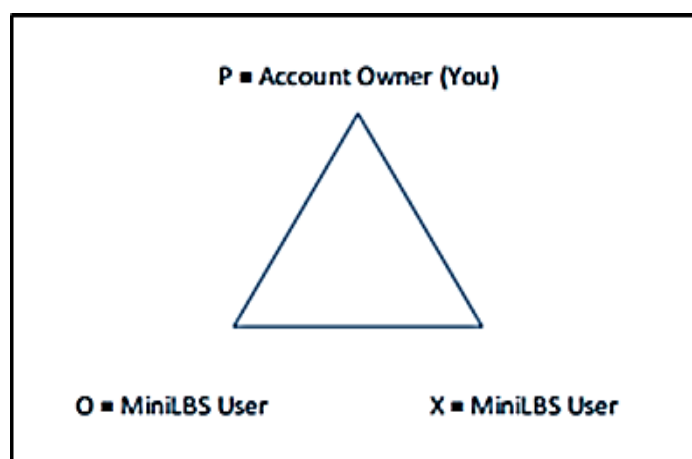 P = Account Owner (You)
O = MiniLBS User
X = MiniLBS User